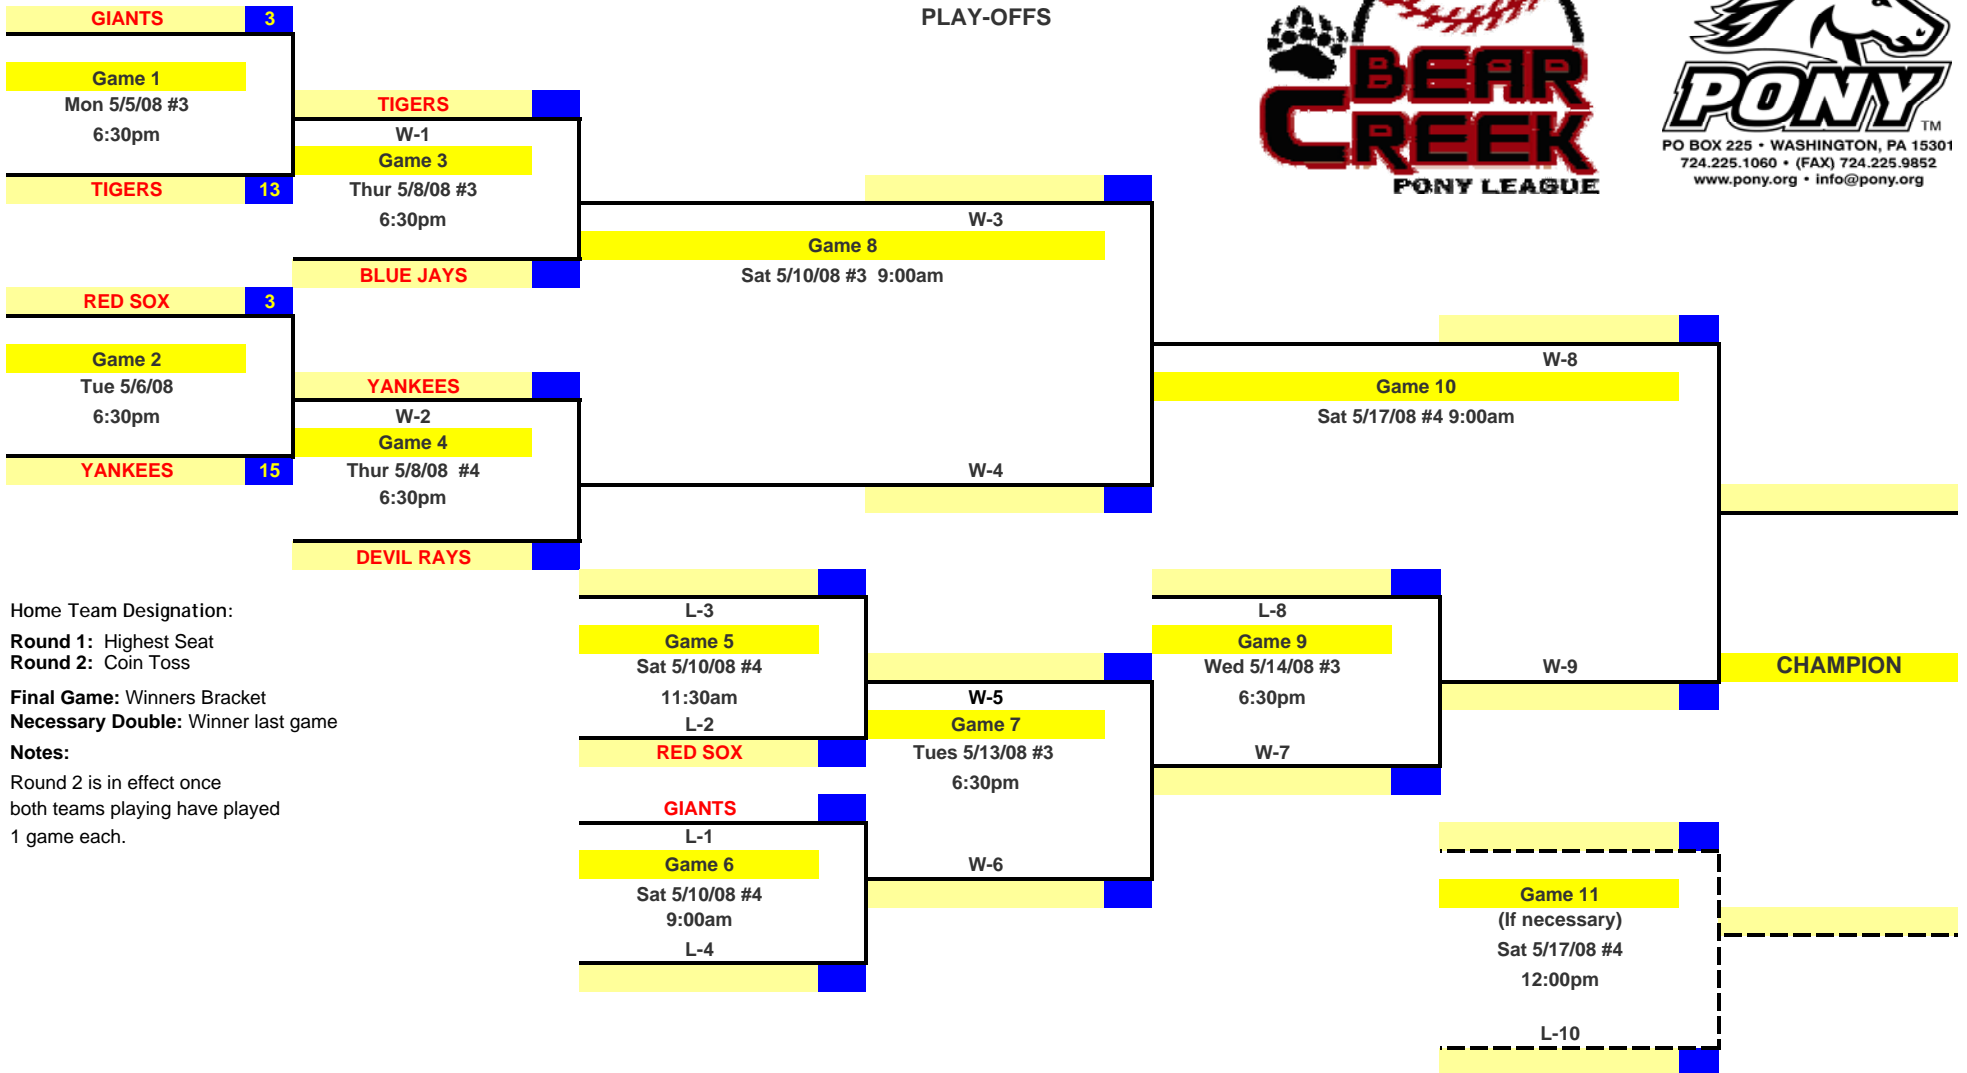 GIANTS 3
PLAY-OFFS
BEAR
CREEK
PONY LEAGUE
PONY
TM
PO BOX 225 • WASHINGTON, PA 15301
724.225.1060 • (FAX) 724.225.9852
www.pony.org • info@pony.org
Game 1
Mon 5/5/08 #3
6:30pm
TIGERS 13
TIGERS
W-1
Game 3
Thur 5/8/08 #3
6:30pm
BLUE JAYS
RED SOX 3
Game 2
Tue 5/6/08
6:30pm
YANKEES 15
YANKEES
W-2
Game 4
Thur 5/8/08 #4
6:30pm
DEVIL RAYS
W-3
Game 8
Sat 5/10/08 #3 9:00am
W-4
W-8
Game 10
Sat 5/17/08 #4 9:00am
W-9
CHAMPION
Home Team Designation:
Round 1: Highest Seat
Round 2: Coin Toss
Final Game: Winners Bracket
Necessary Double: Winner last game
Notes:
Round 2 is in effect once
both teams playing have played
1 game each.
L-3
Game 5
Sat 5/10/08 #4
11:30am
L-2
RED SOX
GIANTS
L-1
Game 6
Sat 5/10/08 #4
9:00am
L-4
W-5
Game 7
Tues 5/13/08 #3
6:30pm
W-6
L-8
Game 9
Wed 5/14/08 #3
6:30pm
W-7
Game 11
(If necessary)
Sat 5/17/08 #4
12:00pm
L-10